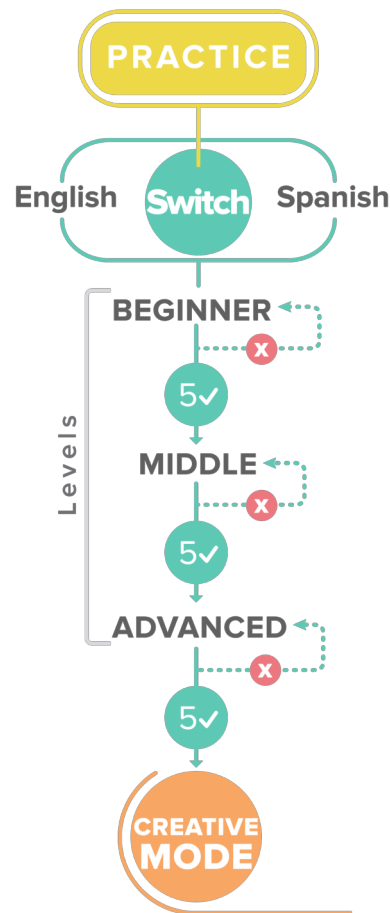 PRACTICE
English
Switch
Spanish
Levels
BEGINNER
X
5✓
MIDDLE
X
5✓
ADVANCED
X
5✓
CREATIVE
MODE